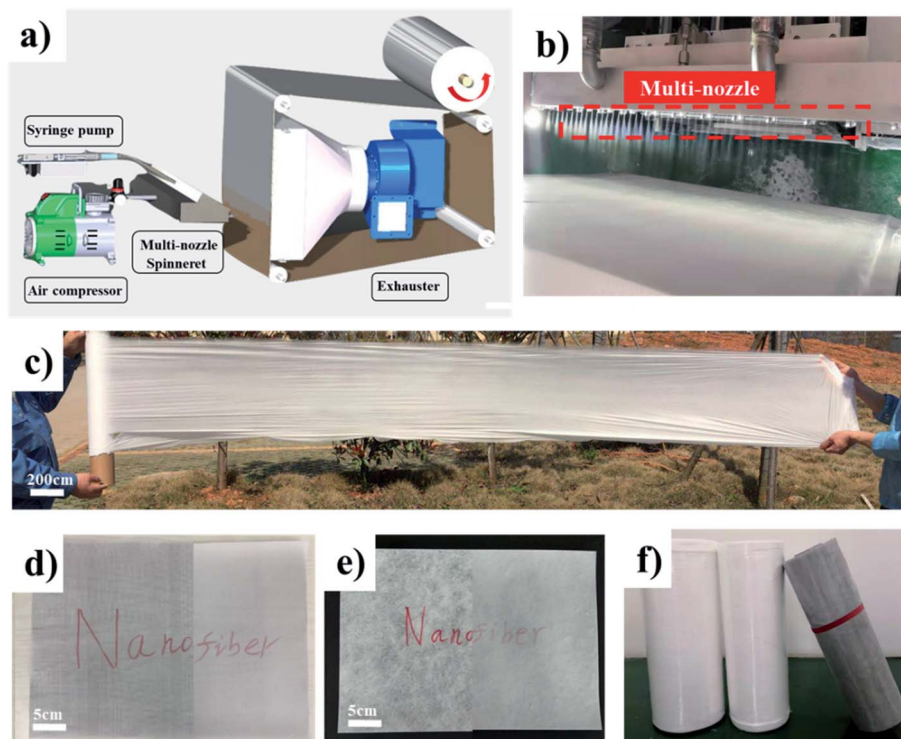 a)
Syringe pump
Multi-nozzle
Spinneret
Air compressor
Exhauster
b)
Multi-nozzle
c)
200cm
d)
Nanofiber
5cm
e)
Nanofiber
5cm
f)